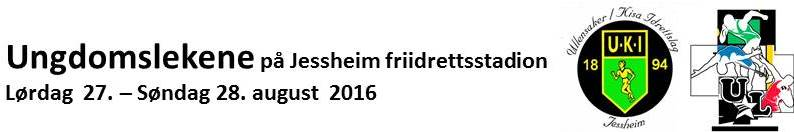 Ungdomslekene på Jessheim friidrettsstadion
Lørdag 27. – Søndag 28. august 2016
Ullensaker / Kisa Idrettslag
U·K·I
18 94
Jessheim
UL